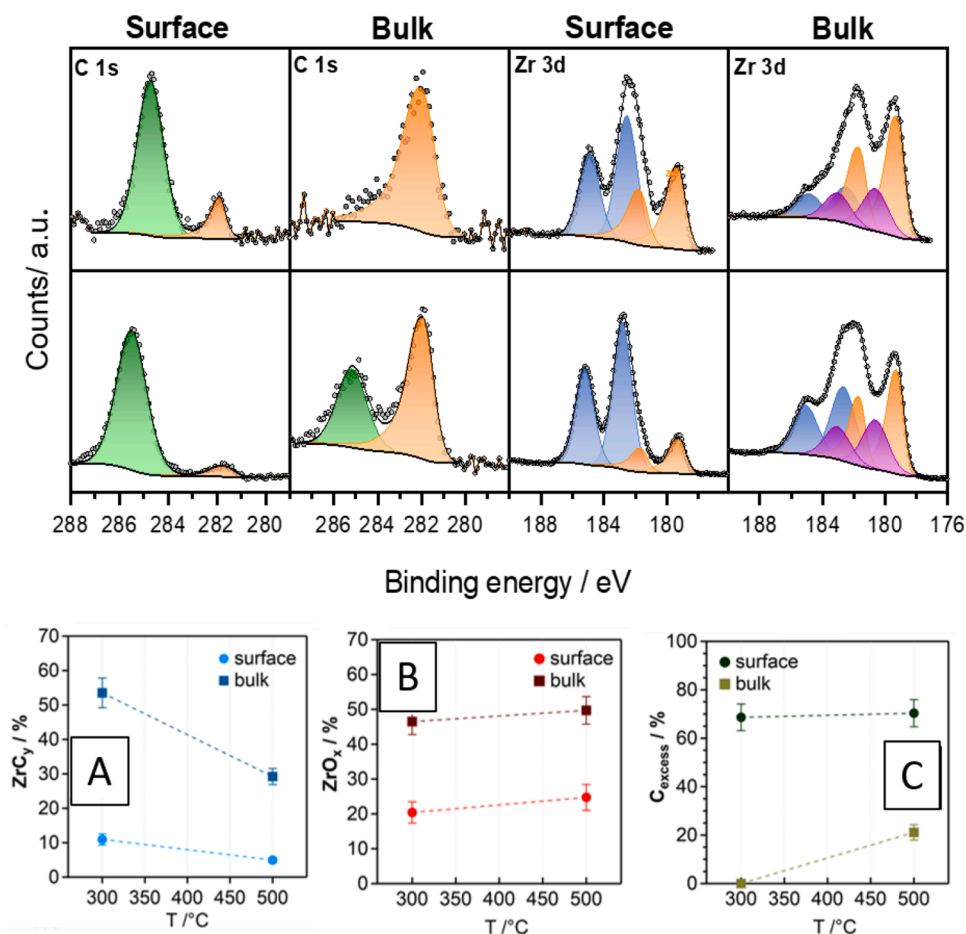 Surface Bulk Surface Bulk
C 1s C 1s Zr 3d Zr 3d
Counts/ a.u.
288 286 284 282 280 288 286 284 282 280 188 184 180 188 184 180 176
Binding energy / eV
70
60
50
40
30
20
10
0
ZrCy / %
surface
bulk
A
300 350 400 450 500
T /°C
70
60
50
40
30
20
10
0
ZrOx / %
B
surface
bulk
300 350 400 450 500
T /°C
100
80
60
40
20
0
Cexcess / %
surface
bulk
C
300 350 400 450 500
T /°C